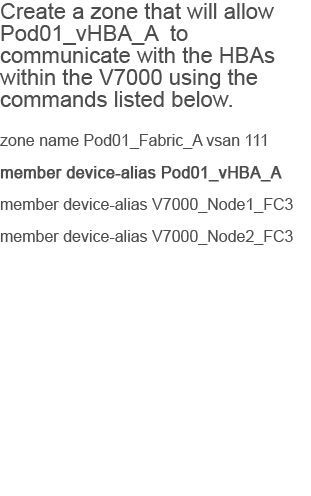 Create a zone that will allow
Pod01_vHBA_A to
communicate with the HBAs
within the V7000 using the
commands listed below.
zone name Pod01_Fabric_A vsan 111
member device-alias Pod01_vHBA_A
member device-alias V7000_Node1_FC3
member device-alias V7000_Node2_FC3